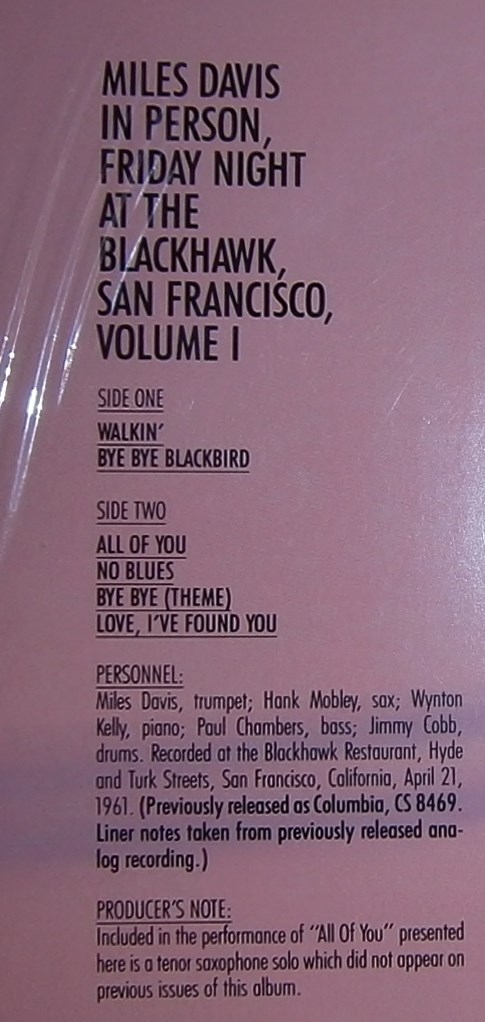 MILES DAVIS
IN PERSON,
FRIDAY NIGHT
AT THE
BLACKHAWK,
SAN FRANCISCO,
VOLUME I
SIDE ONE
WALKIN'
BYE BYE BLACKBIRD
SIDE TWO
ALL OF YOU
NO BLUES
BYE BYE (THEME)
LOVE, I'VE FOUND YOU
PERSONNEL:
Miles Davis, trumpet; Hank Mobley, sax; Wynton
Kelly, piano; Paul Chambers, bass; Jimmy Cobb,
drums. Recorded at the Blackhawk Restaurant, Hyde
and Turk Streets, San Francisco, California, April 21,
1961. (Previously released as Columbia, CS 8469.
Liner notes taken from previously released ana-
log recording.)
PRODUCER'S NOTE:
Included in the performance of "All Of You" presented
here is a tenor saxophone solo which did not appear on
previous issues of this album.